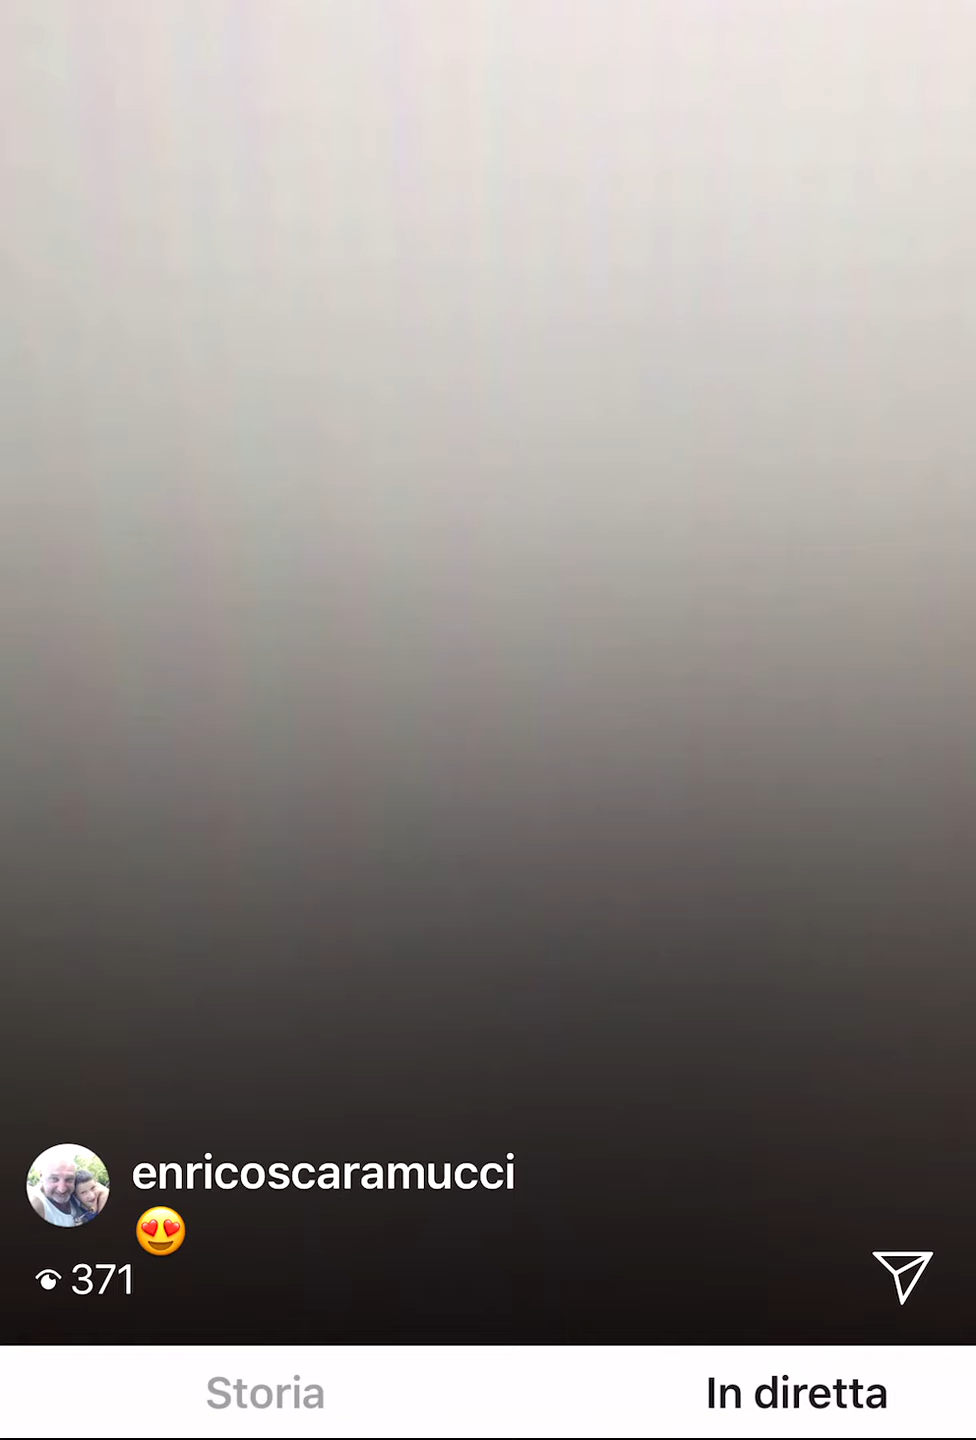 enricoscaramucci
😍
371
Storia
In diretta